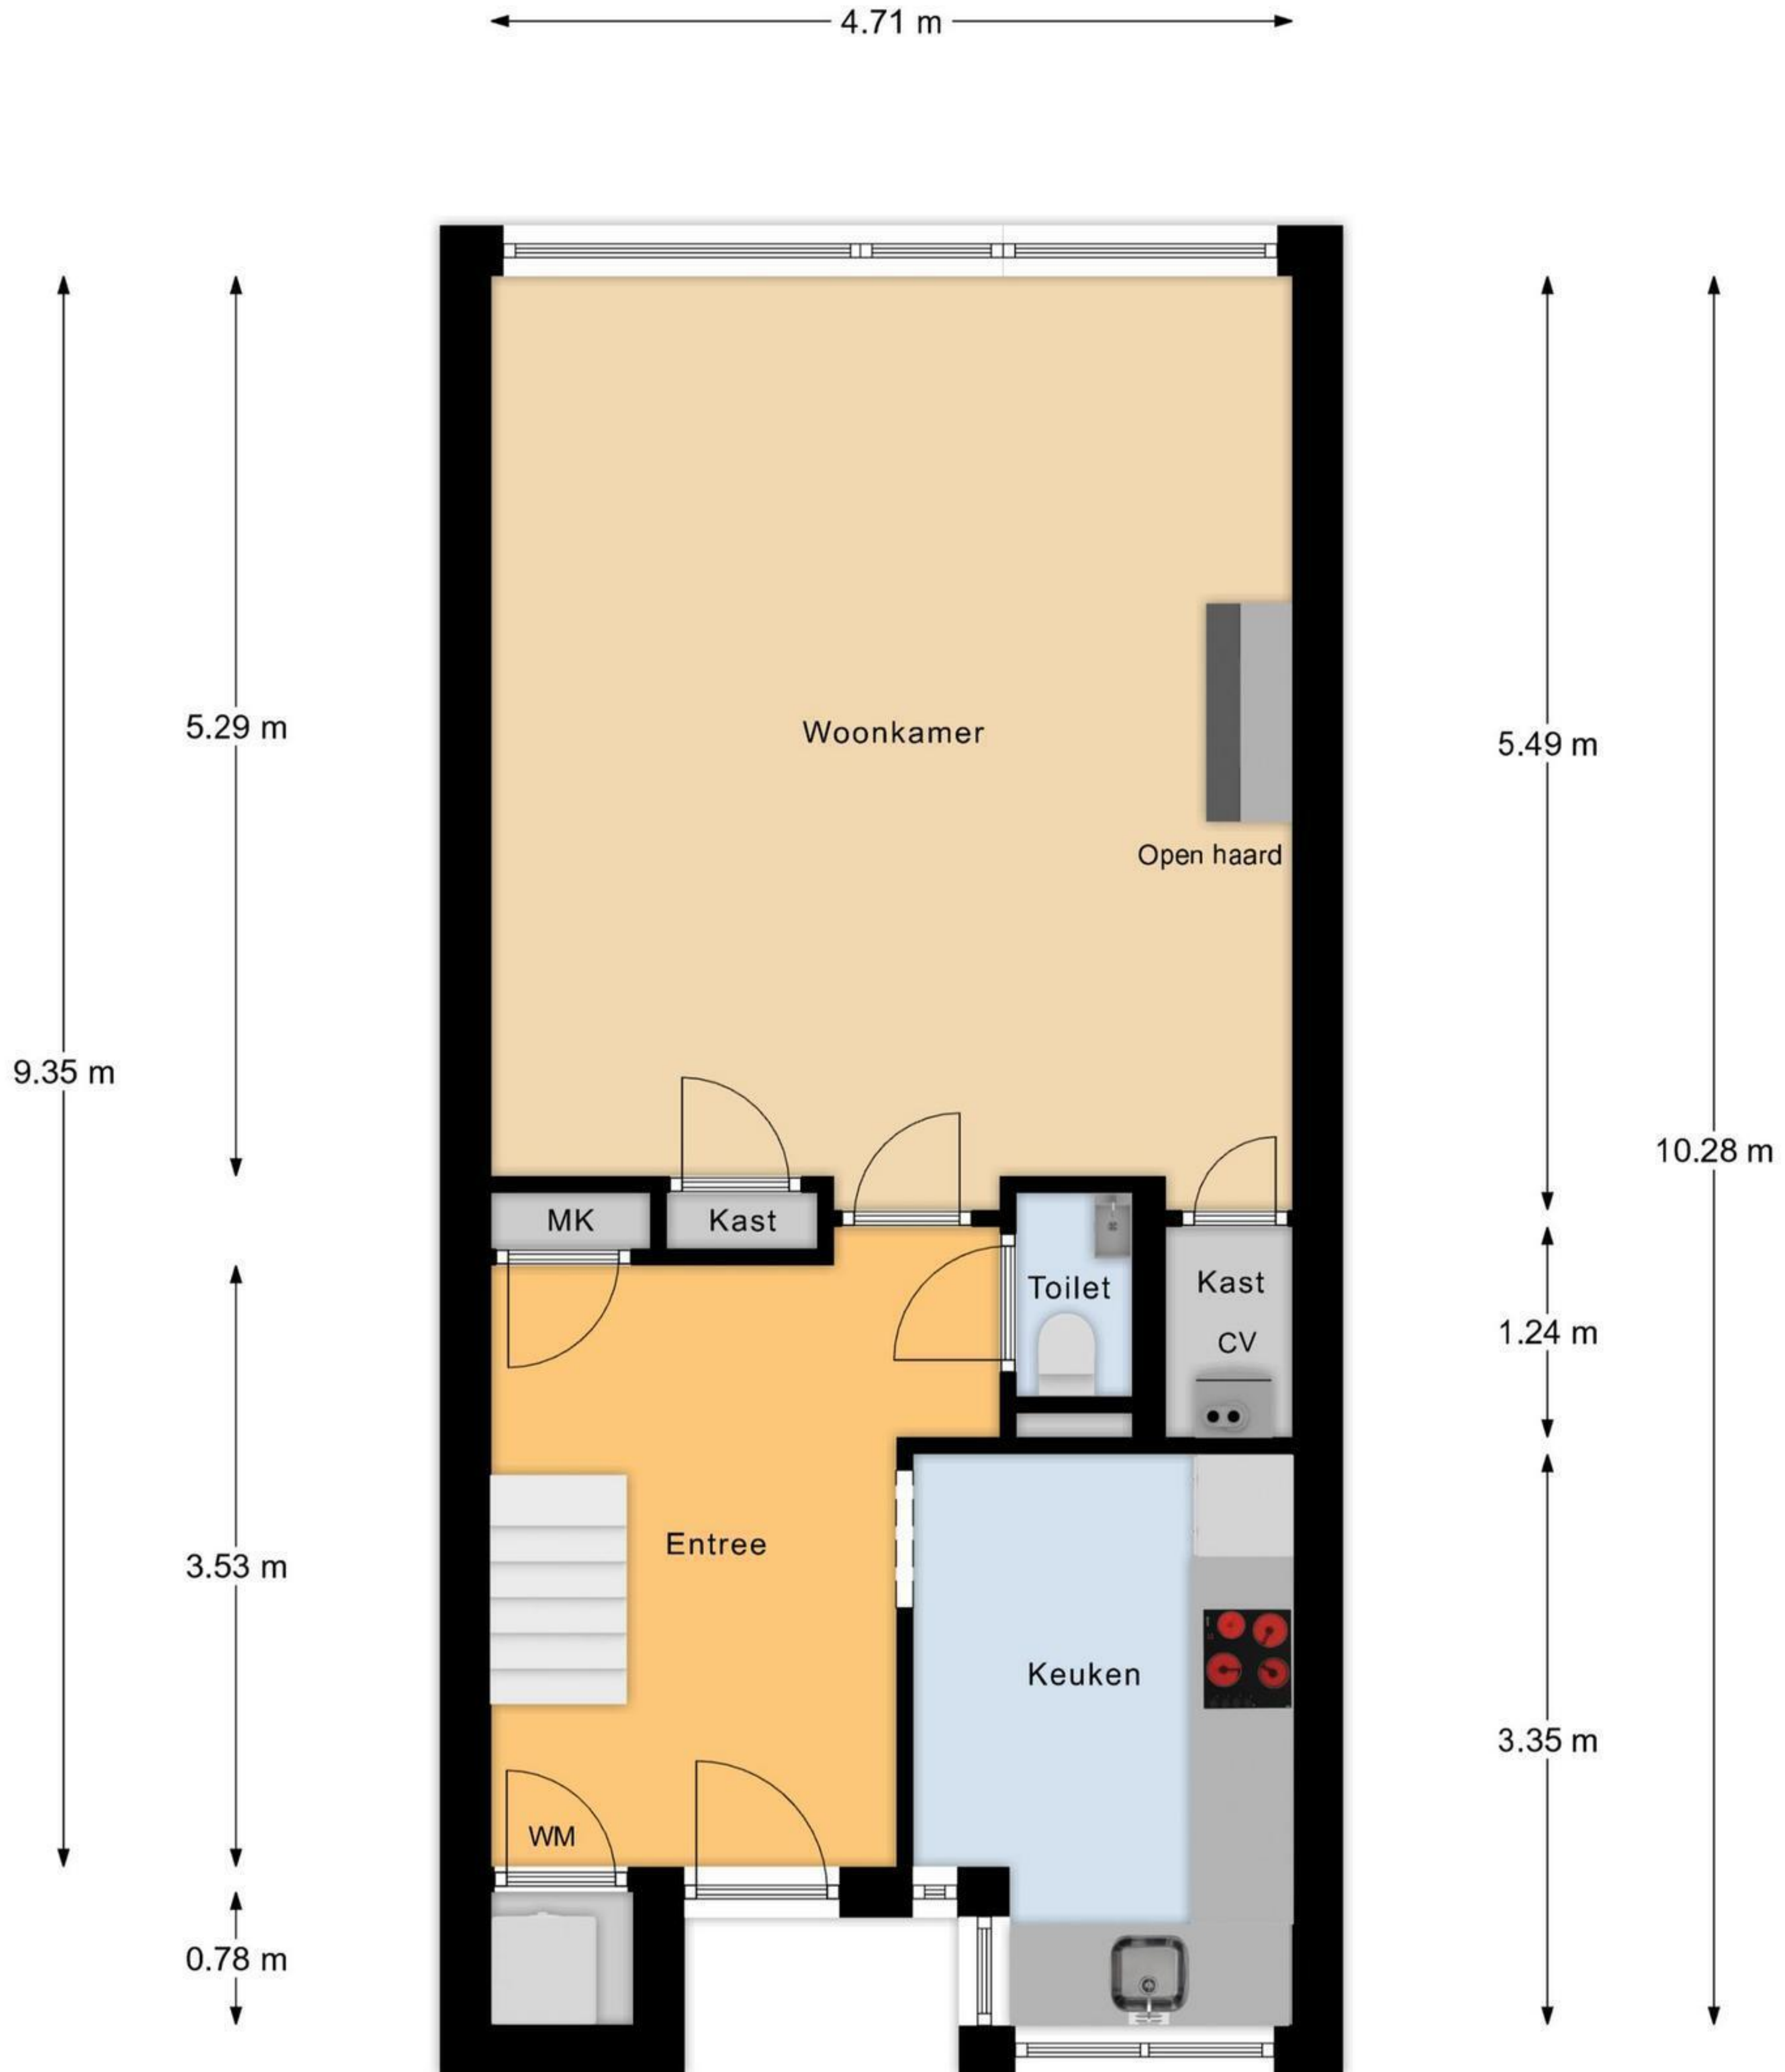 4.71 m
5.29 m
Woonkamer
5.49 m
Open haard
9.35 m
10.28 m
MK
Kast
Toilet
Kast
CV
1.24 m
Entree
3.53 m
Keuken
3.35 m
WM
0.78 m